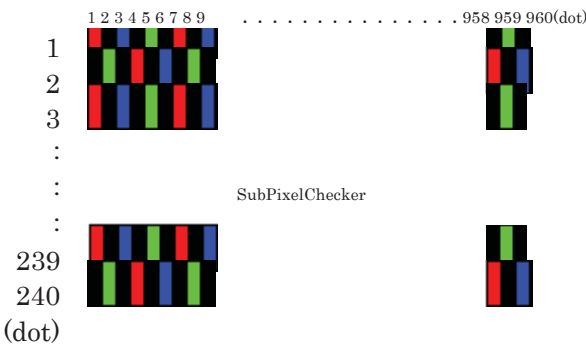 1 2 3 4 5 6 7 8 9 . . . . . . . . . . . . . . . . 958 959 960(dot)
1
2
3
:
:
SubPixelChecker
:
239
240
(dot)